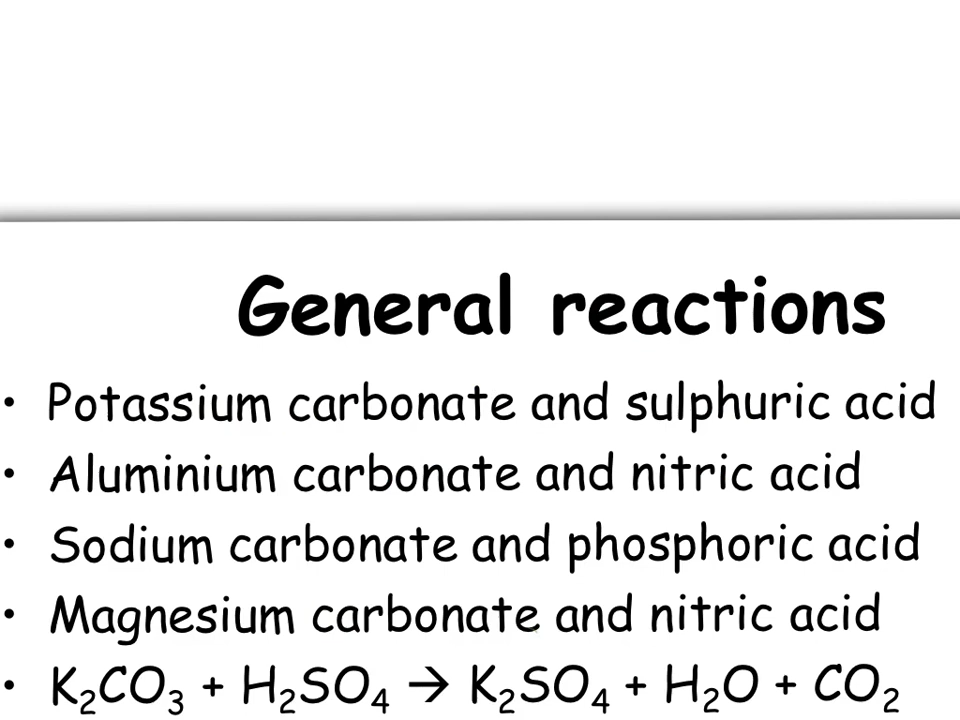 General reactions
• Potassium carbonate and sulphuric acid
• Aluminium carbonate and nitric acid
• Sodium carbonate and phosphoric acid
• Magnesium carbonate and nitric acid
• K₂CO₃ + H₂SO₄ → K₂SO₄ + H₂O + CO₂